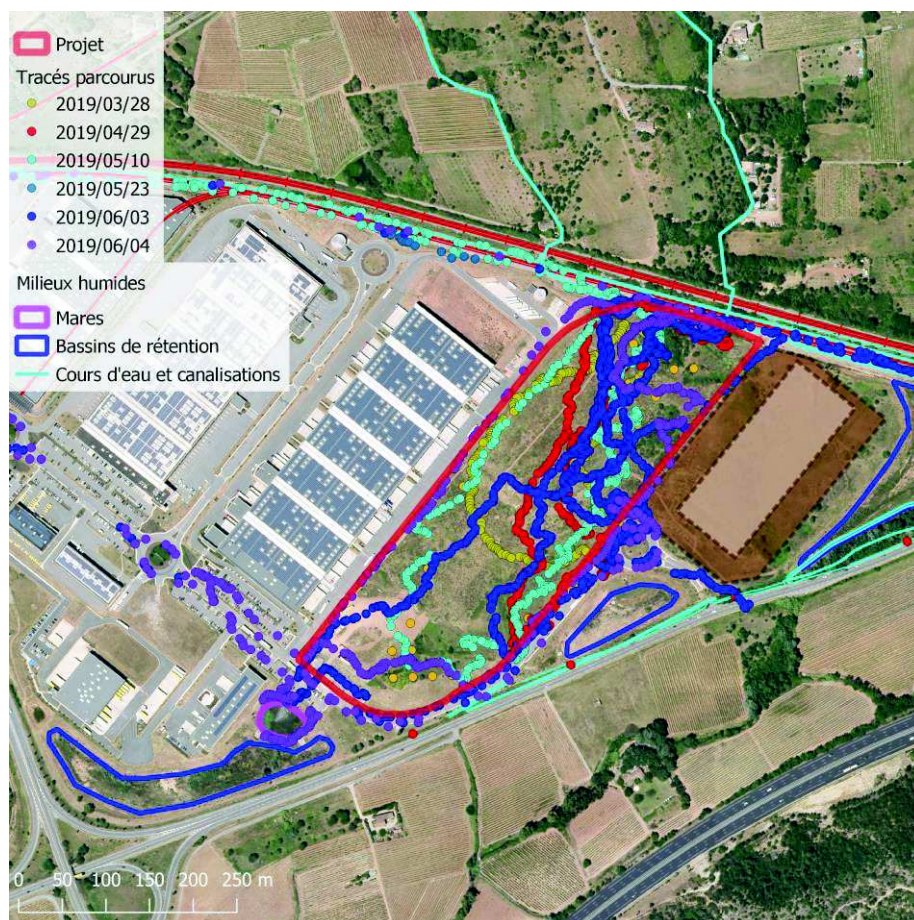 Projet
Tracés parcourus
2019/03/28
2019/04/29
2019/05/10
2019/05/23
2019/06/03
2019/06/04
Milieux humides
Mares
Bassins de rétention
Cours d'eau et canalisations
0 50 100 150 200 250 m